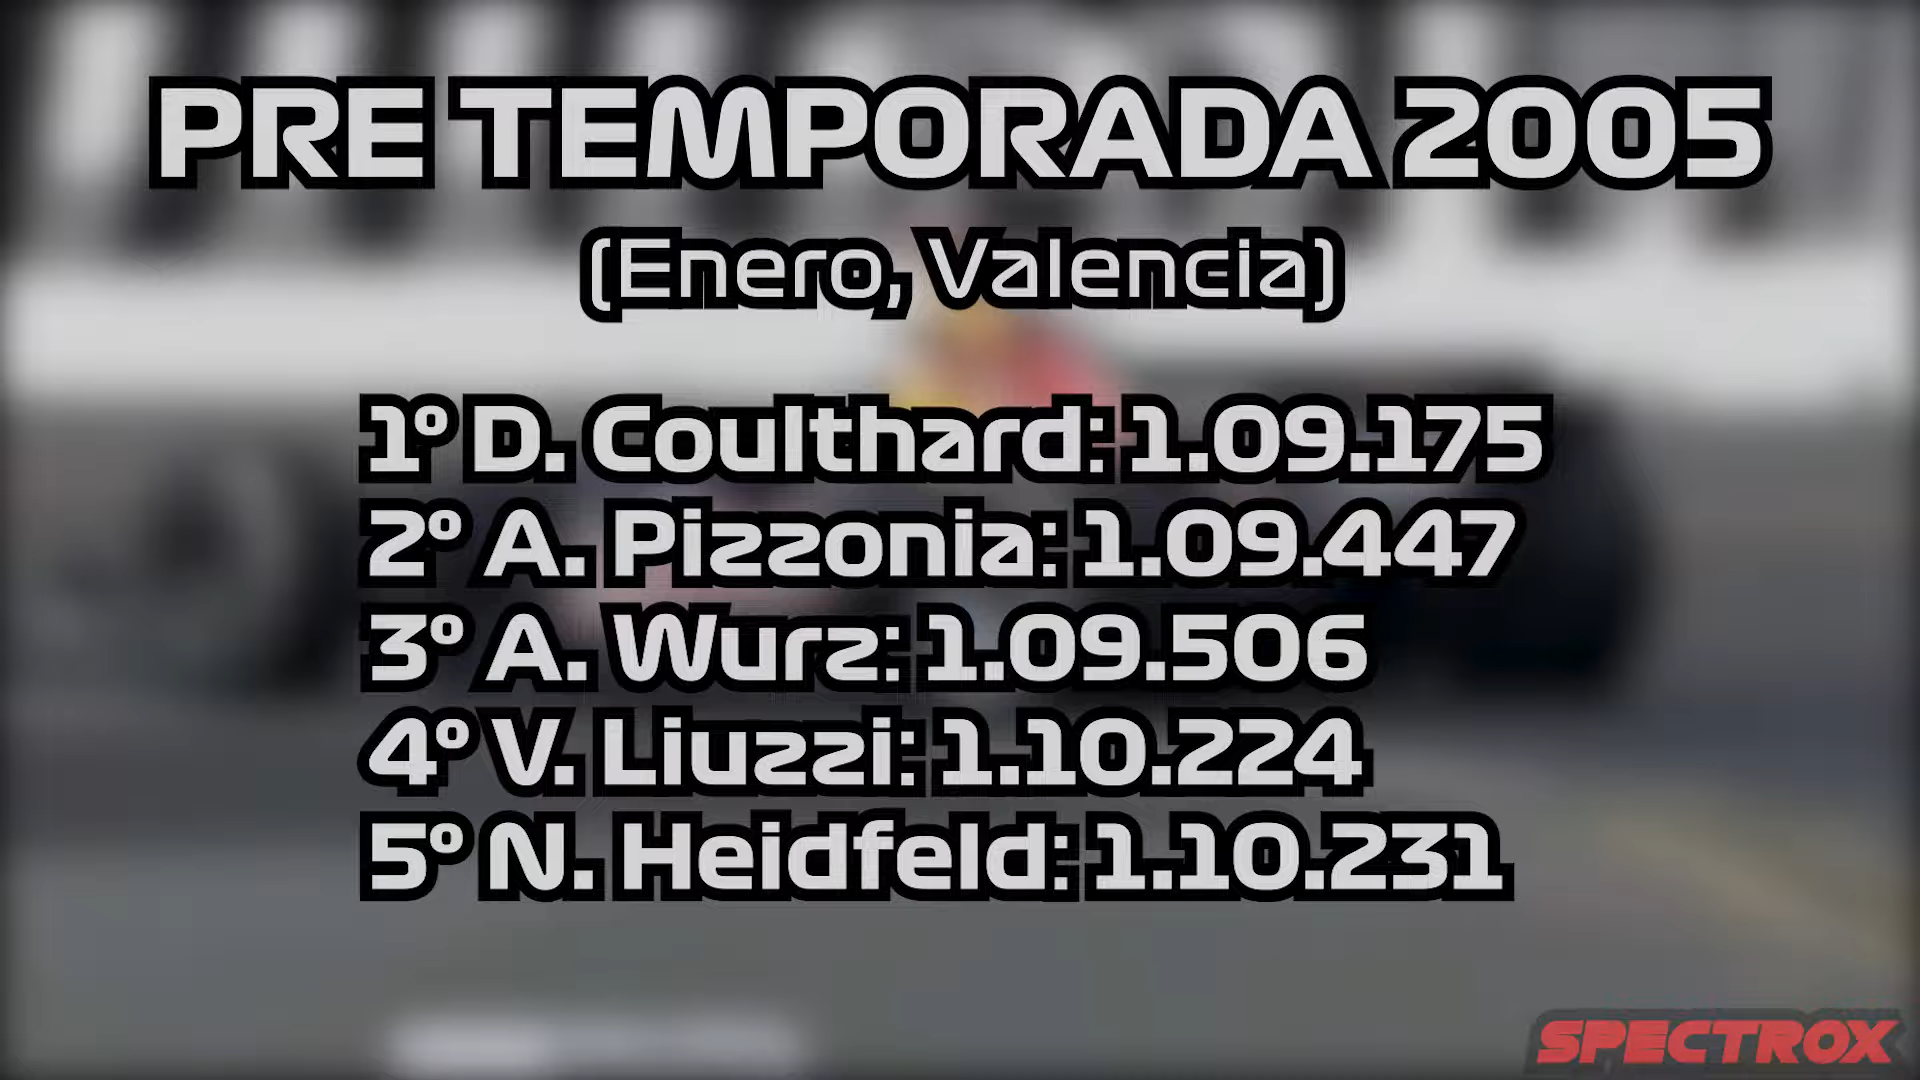 PRE TEMPORADA 2005
(Enero, Valencia)
1º D. Coulthard: 1.09.175
2º A. Pizzonia: 1.09.447
3º A. Wurz: 1.09.506
4º V. Liuzzi: 1.10.224
5º N. Heidfeld: 1.10.231
SPECTROX